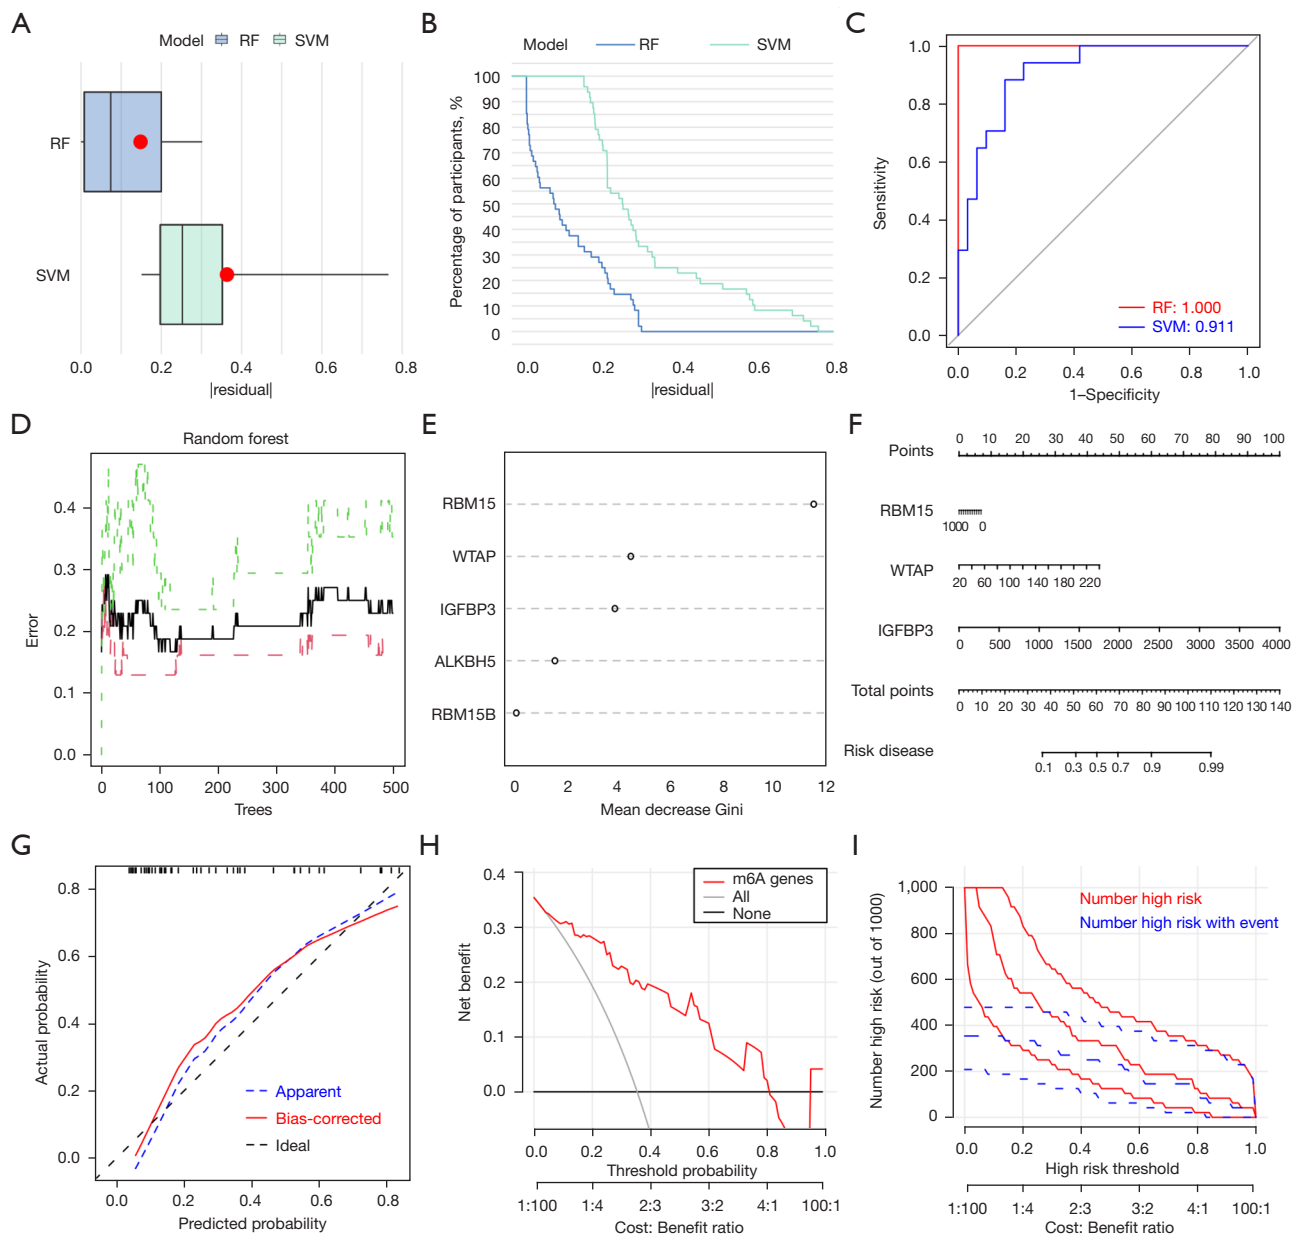 A
Model RF SVM
RF
SVM
0.0 0.2 0.4 0.6 0.8
|residual|
B
Model RF SVM
Percentage of participants, %
100
90
80
70
60
50
40
30
20
10
0
0.0 0.2 0.4 0.6 0.8
|residual|
C
Sensitivity
1.0
0.8
0.6
0.4
0.2
0.0
RF: 1.000
SVM: 0.911
0.0 0.2 0.4 0.6 0.8 1.0
1–Specificity
D
Random forest
Error
0.4
0.3
0.2
0.1
0.0
0 100 200 300 400 500
Trees
E
RBM15
WTAP
IGFBP3
ALKBH5
RBM15B
0 2 4 6 8 10 12
Mean decrease Gini
F
Points
0 10 20 30 40 50 60 70 80 90 100
RBM15
1000 0
WTAP
20 60 100 140 180 220
40 80 120 160 200
IGFBP3
0 500 1000 1500 2000 2500 3000 3500 4000
Total points
0 10 20 30 40 50 60 70 80 90 100 110 120 130 140
Risk disease
0.1 0.3 0.5 0.7 0.9 0.99
G
Actual probability
0.8
0.6
0.4
0.2
0.0
Apparent
Bias-corrected
Ideal
0.0 0.2 0.4 0.6 0.8
Predicted probability
H
Net benefit
0.4
0.3
0.2
0.1
0.0
m6A genes
All
None
0.0 0.2 0.4 0.6 0.8 1.0
Threshold probability
1:100 1:4 2:3 3:2 4:1 100:1
Cost: Benefit ratio
I
Number high risk (out of 1000)
1,000
800
600
400
200
0
Number high risk
Number high risk with event
0.0 0.2 0.4 0.6 0.8 1.0
High risk threshold
1:100 1:4 2:3 3:2 4:1 100:1
Cost: Benefit ratio